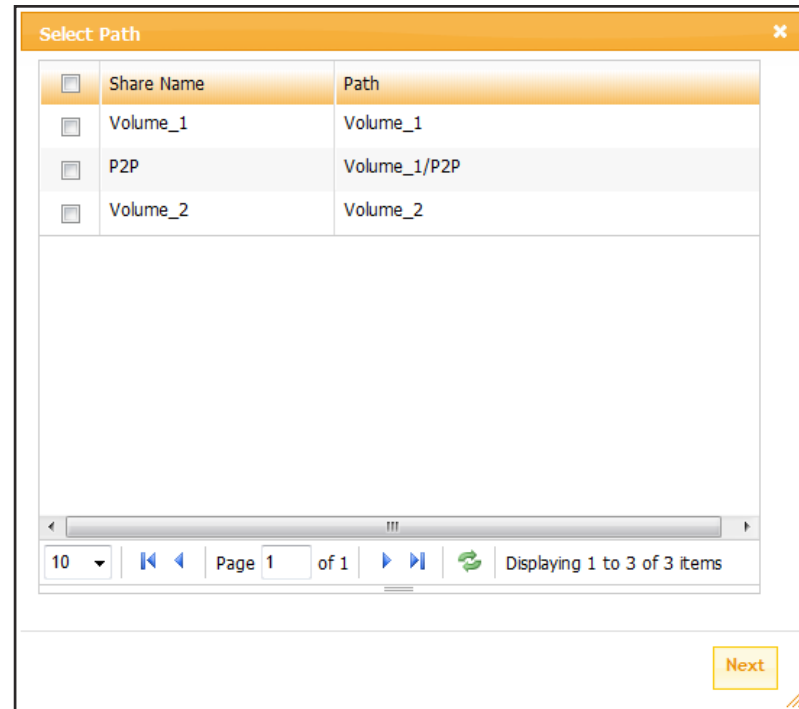 Select Path
Share Name Path
Volume_1 Volume_1
P2P Volume_1/P2P
Volume_2 Volume_2
10 Page 1 of 1 Displaying 1 to 3 of 3 items
Next